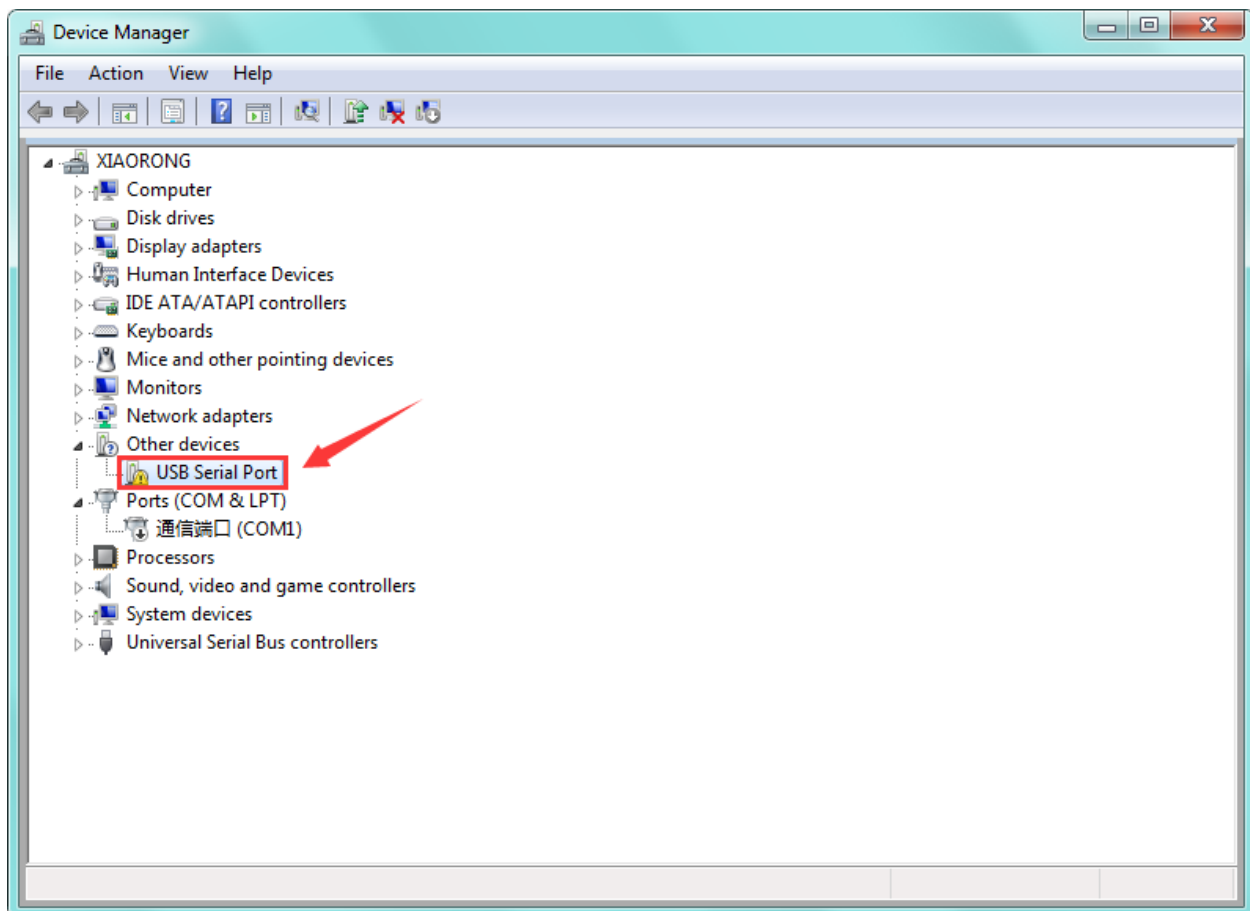 Device Manager
File Action View Help
XIAORONG
Computer
Disk drives
Display adapters
Human Interface Devices
IDE ATA/ATAPI controllers
Keyboards
Mice and other pointing devices
Monitors
Network adapters
Other devices
USB Serial Port
Ports (COM & LPT)
通信端口 (COM1)
Processors
Sound, video and game controllers
System devices
Universal Serial Bus controllers